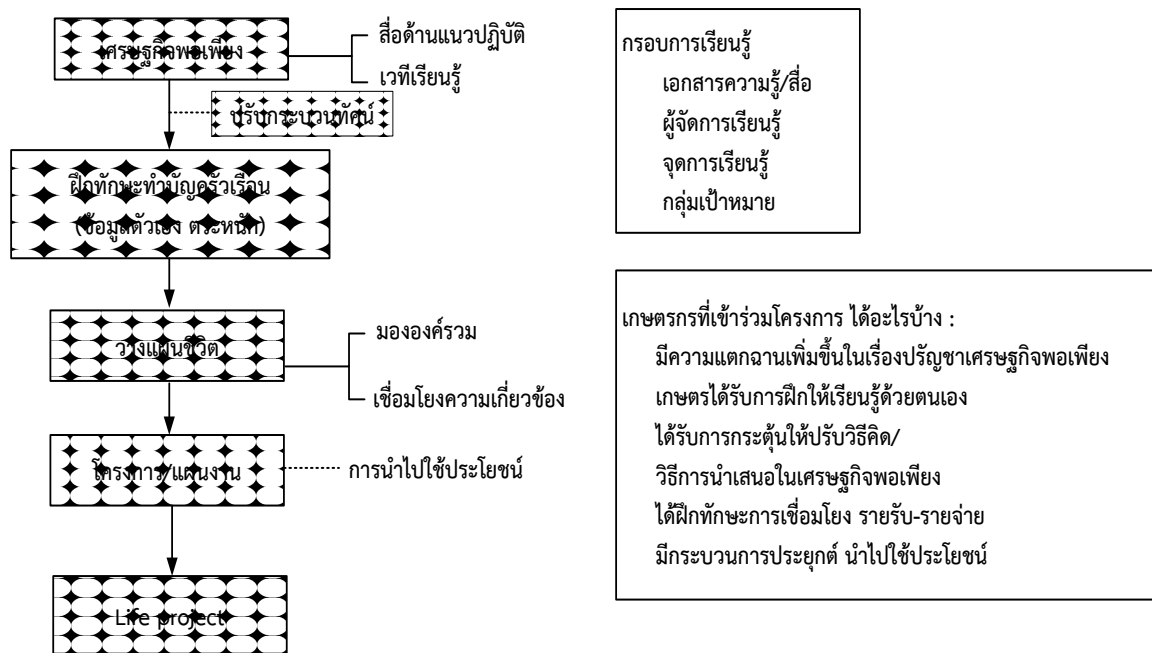 เศรษฐกิจพอเพียง
สื่อด้านแนวปฏิบัติ
เวทีเรียนรู้
ปรับกระบวนทัศน์
ฝึกทักษะทำบัญครัวเรือน
(ข้อมูลตัวเอง ตระหนัก)
วางแผนชีวิต
มององค์รวม
เชื่อมโยงความเกี่ยวข้อง
โครงการ/แผนงาน
การนำไปใช้ประโยชน์
Life project
กรอบการเรียนรู้
เอกสารความรู้/สื่อ
ผู้จัดการเรียนรู้
จุดการเรียนรู้
กลุ่มเป้าหมาย
เกษตรกรที่เข้าร่วมโครงการ ได้อะไรบ้าง :
มีความแตกฉานเพิ่มขึ้นในเรื่องปรัญชาเศรษฐกิจพอเพียง
เกษตรได้รับการฝึกให้เรียนรู้ด้วยตนเอง
ได้รับการกระตุ้นให้ปรับวิธีคิด/
วิธีการนำเสนอในเศรษฐกิจพอเพียง
ได้ฝึกทักษะการเชื่อมโยง รายรับ-รายจ่าย
มีกระบวนการประยุกต์ นำไปใช้ประโยชน์